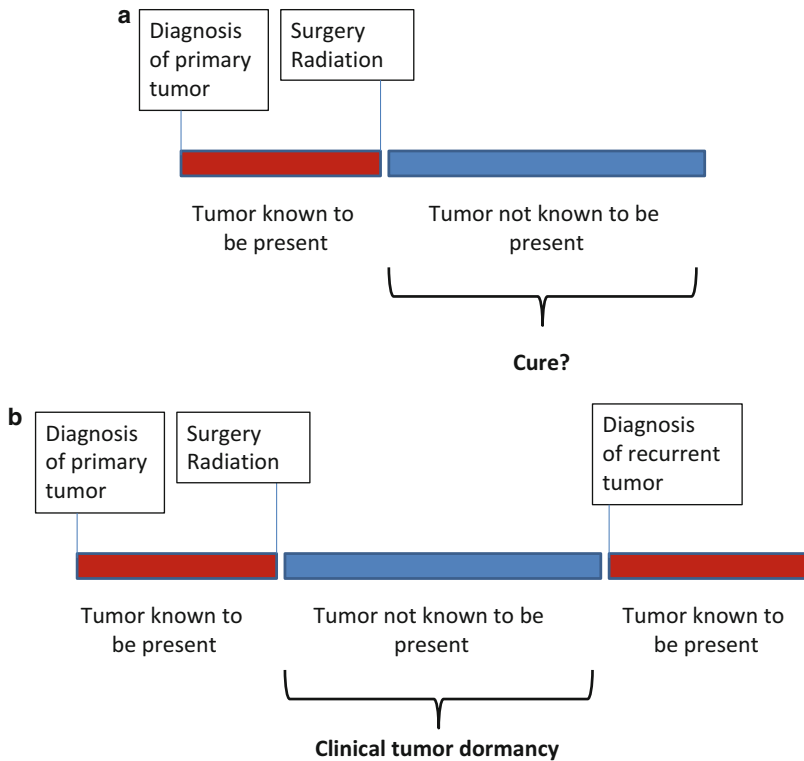 a
Diagnosis
of primary
tumor
Surgery
Radiation
Tumor known to
be present
Tumor not known to be
present
Cure?
b
Diagnosis
of primary
tumor
Surgery
Radiation
Diagnosis
of recurrent
tumor
Tumor known to
be present
Tumor not known to be
present
Tumor known to
be present
Clinical tumor dormancy